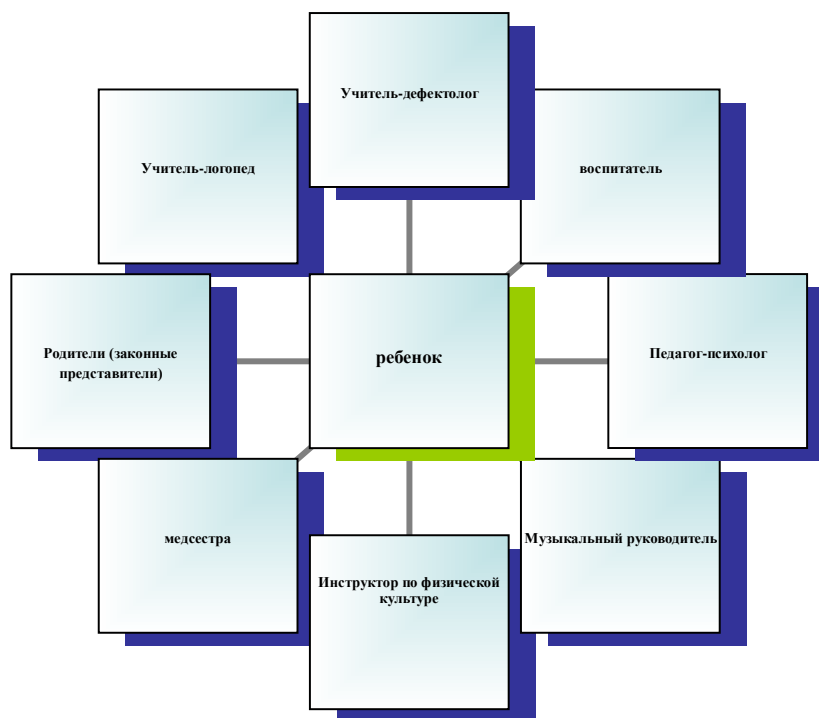 Учитель-дефектолог
Учитель-логопед
воспитатель
Родители (законные
представители)
ребенок
Педагог-психолог
медсестра
Музыкальный руководитель
Инструктор по физической
культуре